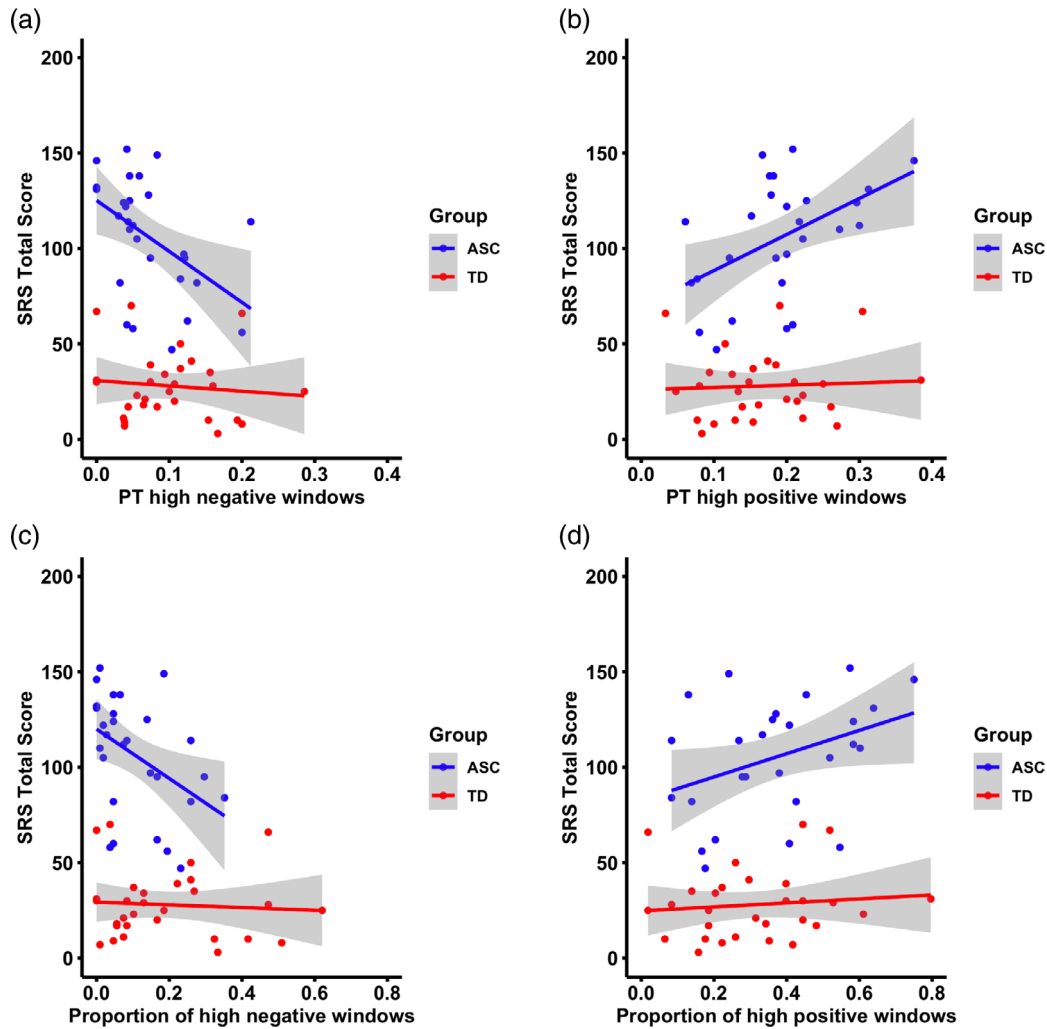 (a)
200
150
100
50
0
SRS Total Score
0.0 0.1 0.2 0.3 0.4
PT high negative windows
Group
ASC
TD
(b)
200
150
100
50
0
SRS Total Score
0.0 0.1 0.2 0.3 0.4
PT high positive windows
Group
ASC
TD
(c)
200
150
100
50
0
SRS Total Score
0.0 0.2 0.4 0.6 0.8
Proportion of high negative windows
Group
ASC
TD
(d)
200
150
100
50
0
SRS Total Score
0.0 0.2 0.4 0.6 0.8
Proportion of high positive windows
Group
ASC
TD